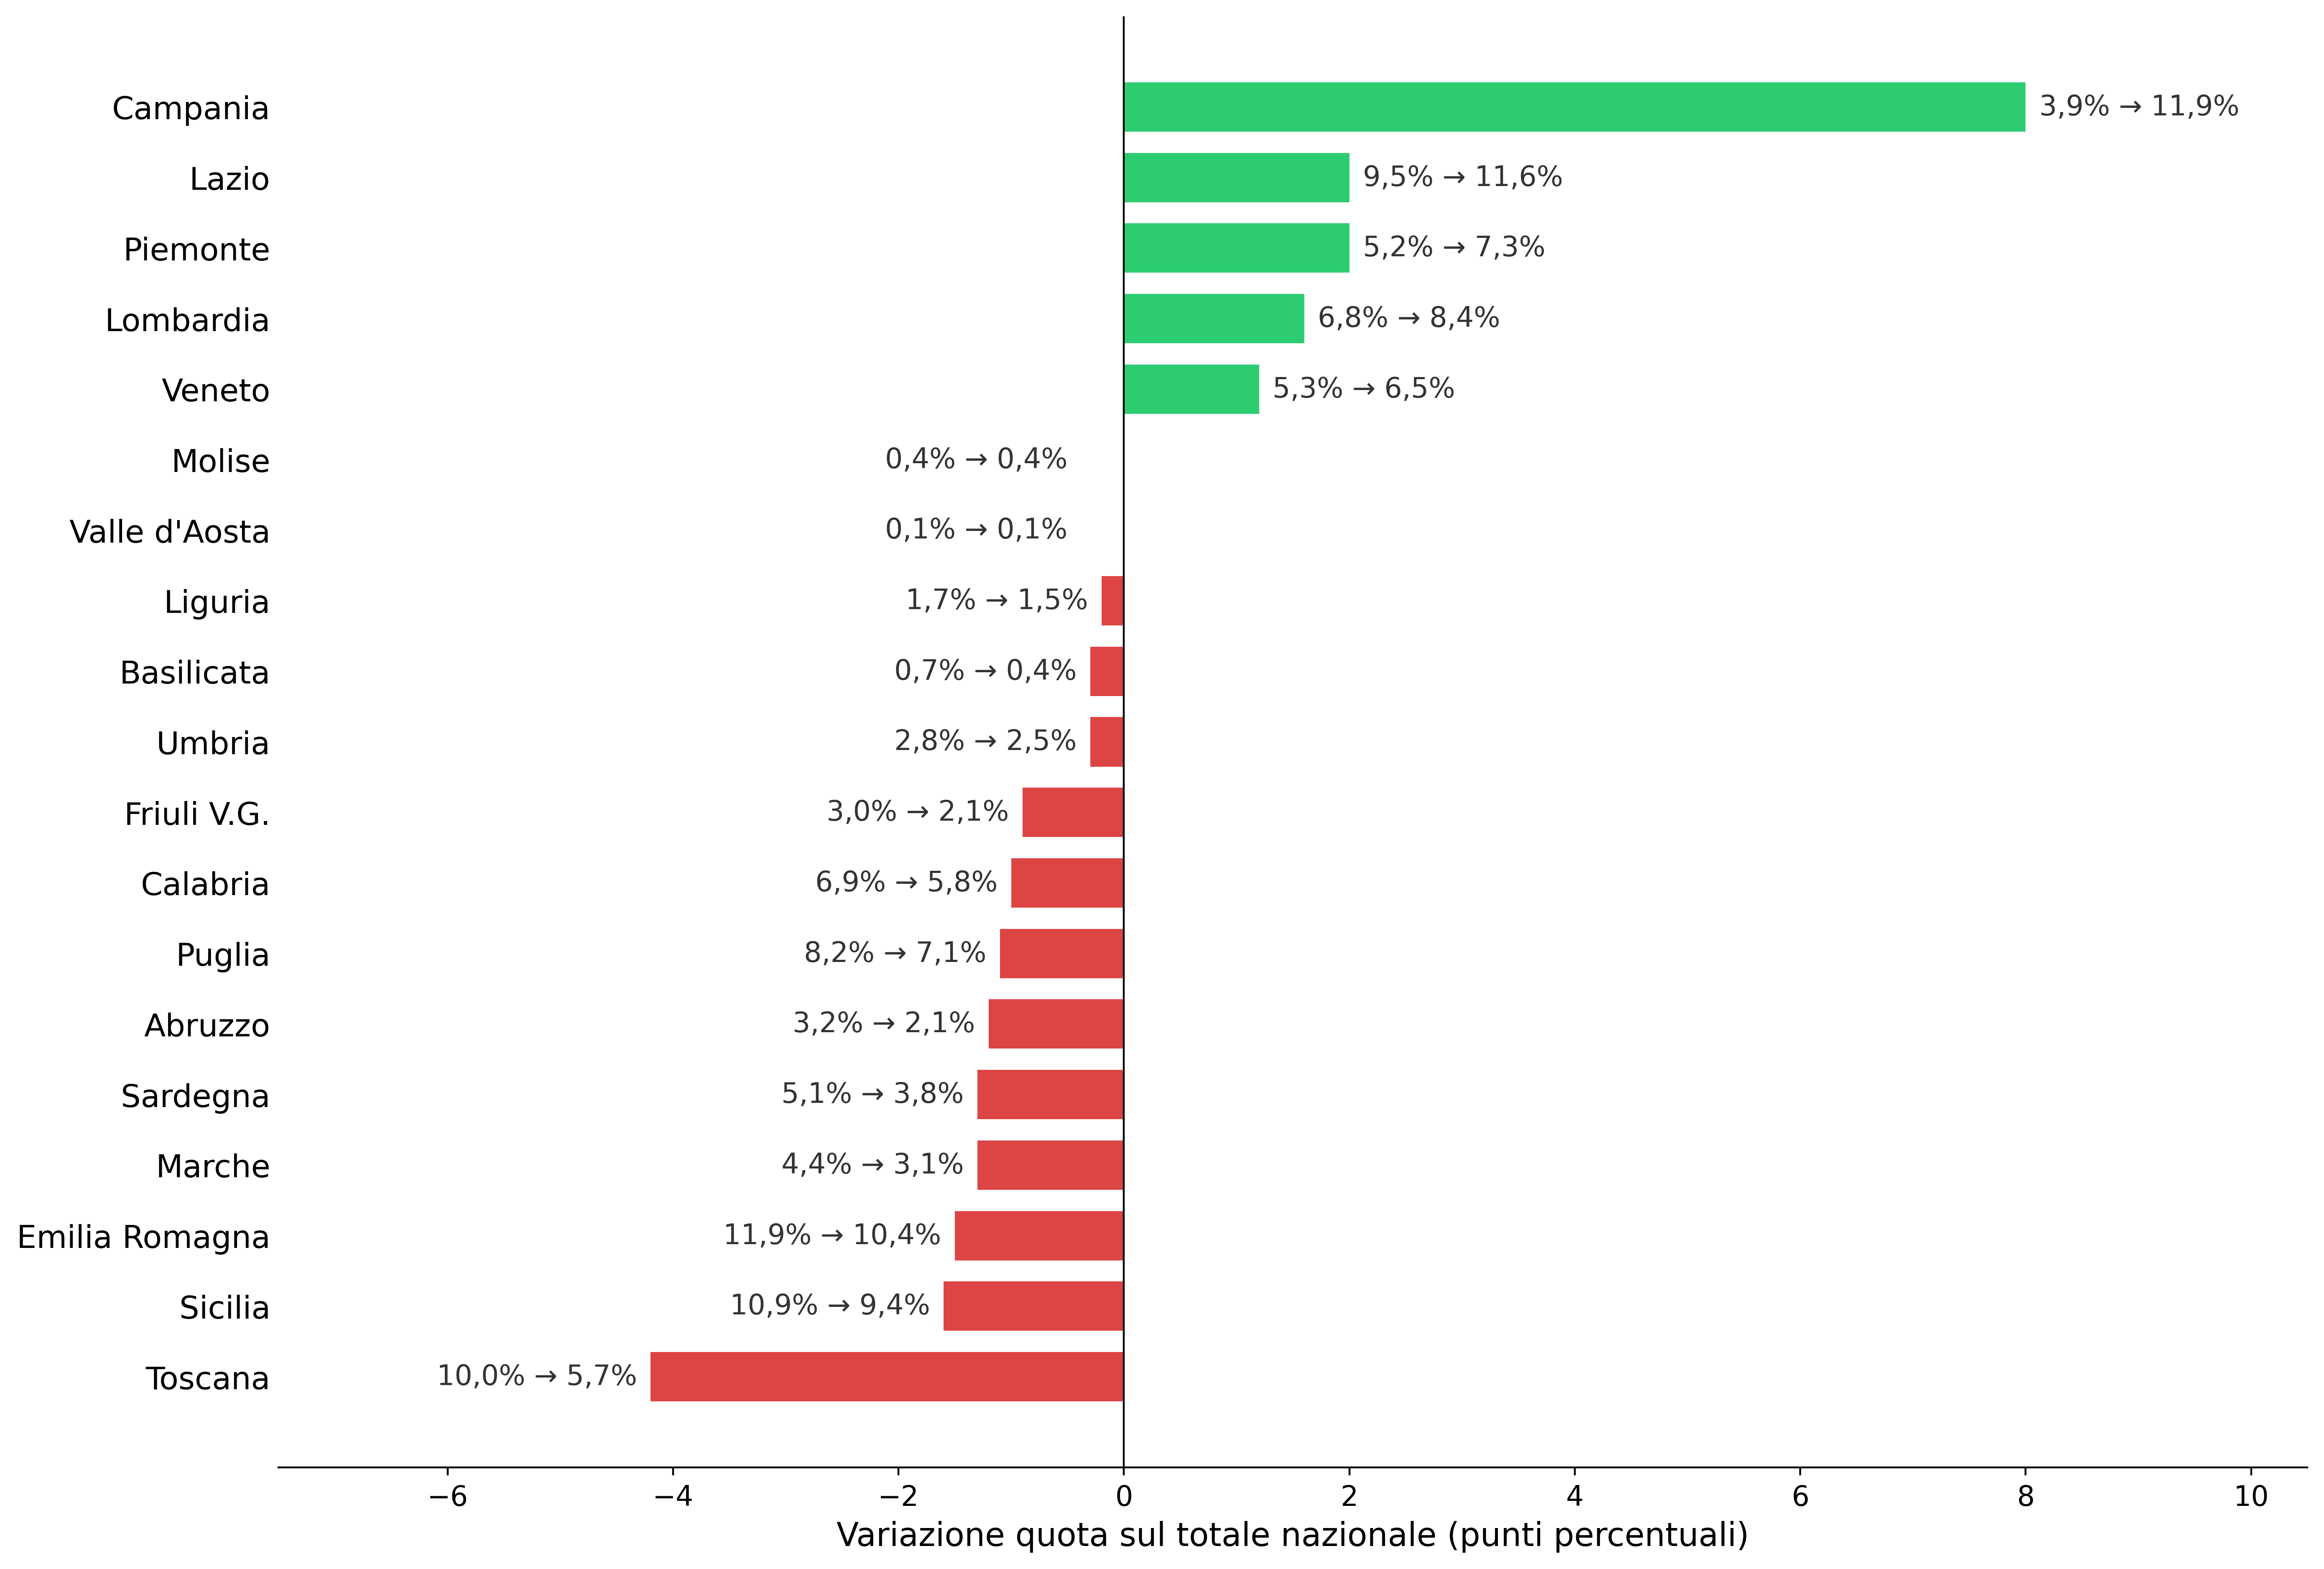 Campania 3,9% → 11,9%
Lazio 9,5% → 11,6%
Piemonte 5,2% → 7,3%
Lombardia 6,8% → 8,4%
Veneto 5,3% → 6,5%
Molise 0,4% → 0,4%
Valle d'Aosta 0,1% → 0,1%
Liguria 1,7% → 1,5%
Basilicata 0,7% → 0,4%
Umbria 2,8% → 2,5%
Friuli V.G. 3,0% → 2,1%
Calabria 6,9% → 5,8%
Puglia 8,2% → 7,1%
Abruzzo 3,2% → 2,1%
Sardegna 5,1% → 3,8%
Marche 4,4% → 3,1%
Emilia Romagna 11,9% → 10,4%
Sicilia 10,9% → 9,4%
Toscana 10,0% → 5,7%
−6 −4 −2 0 2 4 6 8 10
Variazione quota sul totale nazionale (punti percentuali)